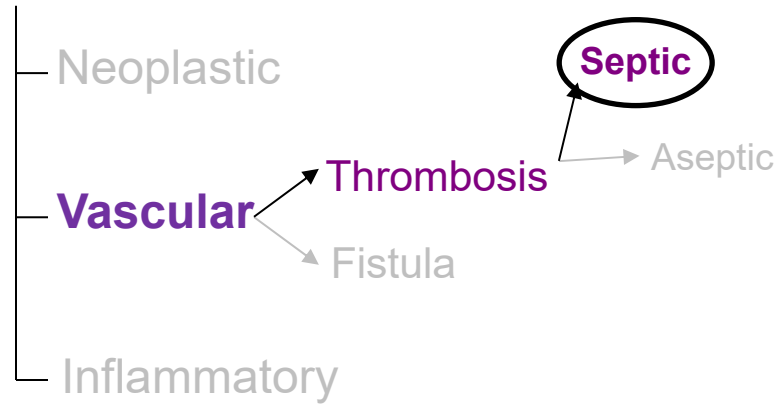 Neoplastic
Septic
Aseptic
Thrombosis
Vascular
Fistula
Inflammatory